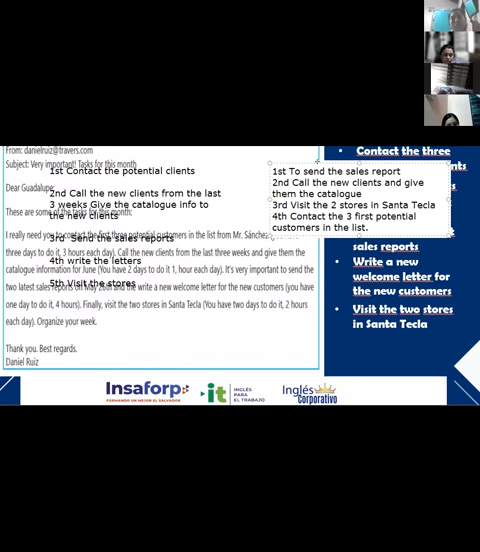 From: danielruiz@travers.com
Subject: Very important! Tasks for this month
Dear Guadalupe:
These are some of the tasks for this month:
I really need you to contact the first three potential customers in the list from Mr. Sánchez
three days to do it, 3 hours each day). Call the new clients from the last three weeks and give them the
catalogue information for June (You have 2 days to do it 1, hour each day). It's very important to send the
two latest sales reports on May 26th and the write a new welcome letter for the new customers (you have
one day to do it, 4 hours). Finally, visit the two stores in Santa Tecla (You have two days to do it, 2 hours
each day). Organize your week.
Thank you. Best regards.
Daniel Ruiz
1st Contact the potential clients
2nd Call the new clients from the last
3 weeks Give the catalogue info to
the new clients
3rd Send the sales reports
4th write the letters
5th Visit the stores
1st To send the sales report
2nd Call the new clients and give
them the catalogue
3rd Visit the 2 stores in Santa Tecla
4th Contact the 3 first potential
customers in the list.
• Contact the three
sales reports
• Write a new
welcome letter for
the new customers
• Visit the two stores
in Santa Tecla
Insaforp
FORMANDO UN MEJOR EL SALVADOR
it
INGLÉS
PARA
EL TRABAJO
Inglés
Corporativo